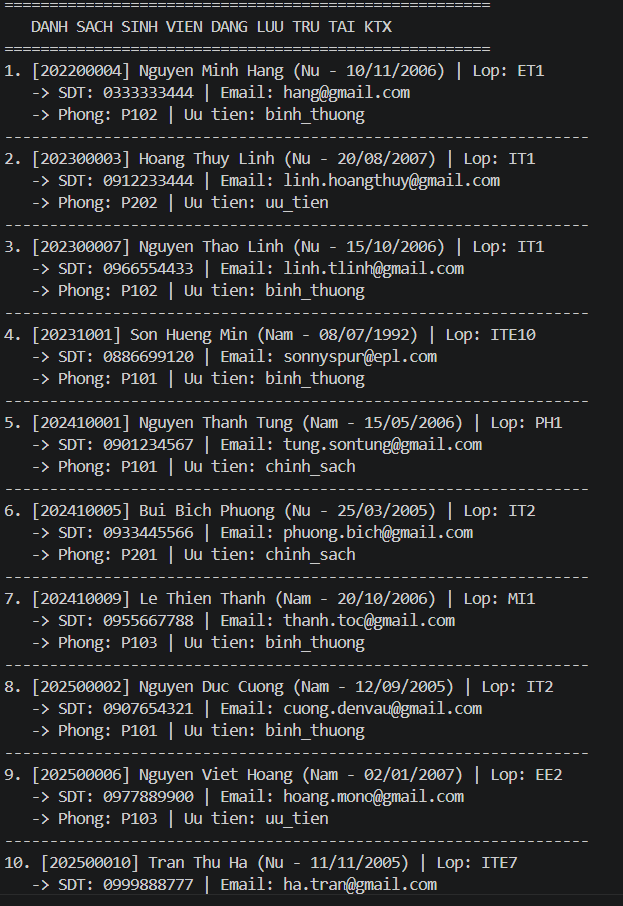 ======================================================
DANH SACH SINH VIEN DANG LUU TRU TAI KTX
======================================================
1. [202200004] Nguyen Minh Hang (Nu - 10/11/2006) | Lop: ET1
-> SDT: 0333333444 | Email: hang@gmail.com
-> Phong: P102 | Uu tien: binh_thuong
-----------------------------------------------------------------
2. [202300003] Hoang Thuy Linh (Nu - 20/08/2007) | Lop: IT1
-> SDT: 0912233444 | Email: linh.hoangthuy@gmail.com
-> Phong: P202 | Uu tien: uu_tien
-----------------------------------------------------------------
3. [202300007] Nguyen Thao Linh (Nu - 15/10/2006) | Lop: IT1
-> SDT: 0966554433 | Email: linh.tlinh@gmail.com
-> Phong: P102 | Uu tien: binh_thuong
-----------------------------------------------------------------
4. [20231001] Son Hueng Min (Nam - 08/07/1992) | Lop: ITE10
-> SDT: 0886699120 | Email: sonnyspur@epl.com
-> Phong: P101 | Uu tien: binh_thuong
-----------------------------------------------------------------
5. [202410001] Nguyen Thanh Tung (Nam - 15/05/2006) | Lop: PH1
-> SDT: 0901234567 | Email: tung.sontung@gmail.com
-> Phong: P101 | Uu tien: chinh_sach
-----------------------------------------------------------------
6. [202410005] Bui Bich Phuong (Nu - 25/03/2005) | Lop: IT2
-> SDT: 0933445566 | Email: phuong.bich@gmail.com
-> Phong: P201 | Uu tien: chinh_sach
-----------------------------------------------------------------
7. [202410009] Le Thien Thanh (Nam - 20/10/2006) | Lop: MI1
-> SDT: 0955667788 | Email: thanh.toc@gmail.com
-> Phong: P103 | Uu tien: binh_thuong
-----------------------------------------------------------------
8. [202500002] Nguyen Duc Cuong (Nam - 12/09/2005) | Lop: IT2
-> SDT: 0907654321 | Email: cuong.denvau@gmail.com
-> Phong: P101 | Uu tien: binh_thuong
-----------------------------------------------------------------
9. [202500006] Nguyen Viet Hoang (Nam - 02/01/2007) | Lop: EE2
-> SDT: 0977889900 | Email: hoang.mono@gmail.com
-> Phong: P103 | Uu tien: uu_tien
-----------------------------------------------------------------
10. [202500010] Tran Thu Ha (Nu - 11/11/2005) | Lop: ITE7
-> SDT: 0999888777 | Email: ha.tran@gmail.com